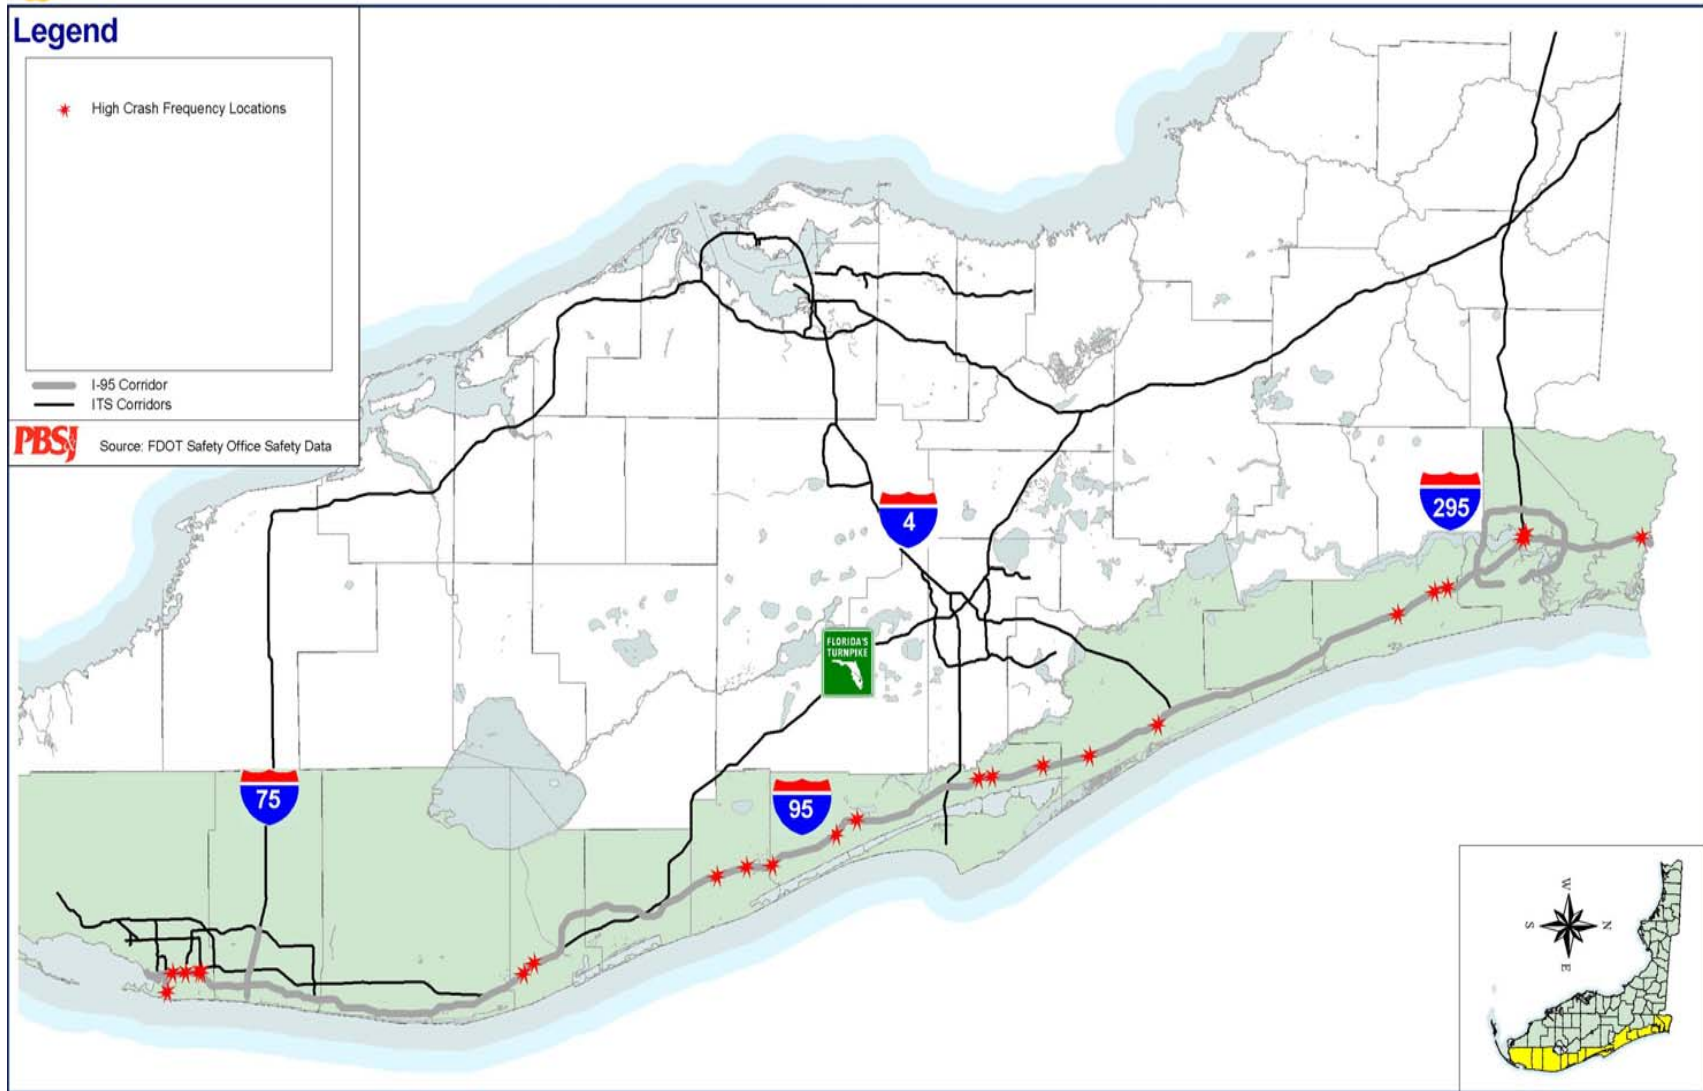 Legend
High Crash Frequency Locations
I-95 Corridor
ITS Corridors
PBSJ
Source: FDOT Safety Office Safety Data
4
295
FLORIDA'S
TURNPIKE
75
95
W
S
N
E